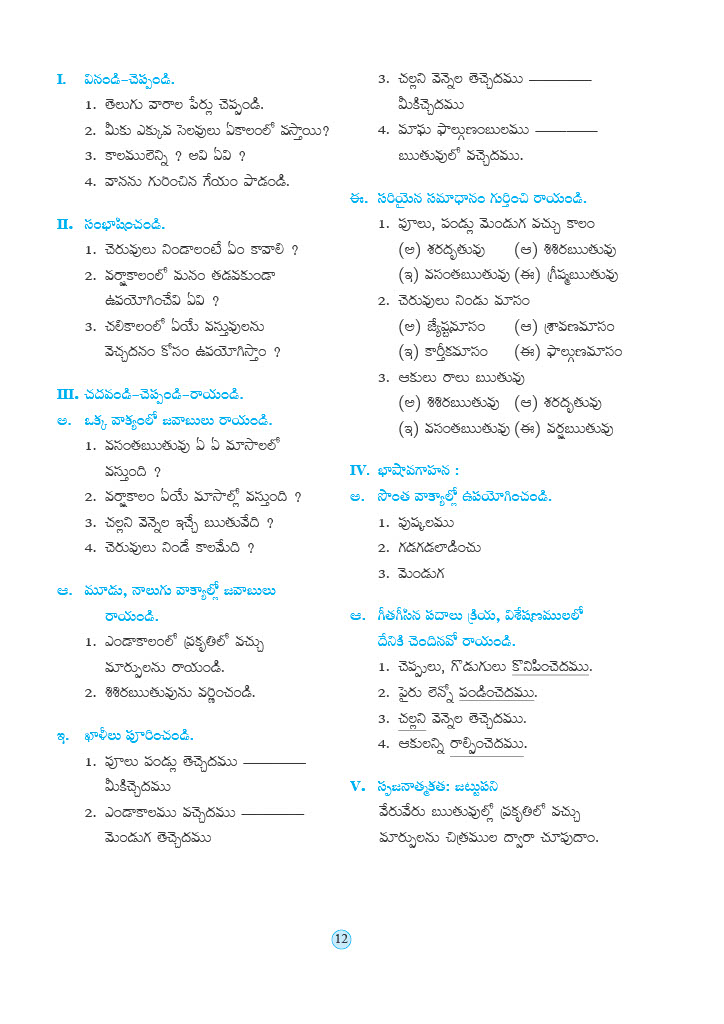 I. వినండి-చెప్పండి.
1. తెలుగు వారాల పేర్లు చెప్పండి.
2. మీకు ఎక్కువ సెలవులు ఏకాలంలో వస్తాయి?
3. కాలములెన్ని ? అవి ఏవి ?
4. వానను గురించిన గేయం పాడండి.
II. సంభాషించండి.
1. చెరువులు నిండాలంటే ఏం కావాలి ?
2. వర్షాకాలంలో మనం తడవకుండా
ఉపయోగించేవి ఏవి ?
3. చలికాలంలో ఏయే వస్తువులను
వెచ్చదనం కోసం ఉపయోగిస్తాం ?
III. చదవండి-చెప్పండి-రాయండి.
అ. ఒక్క వాక్యంలో జవాబులు రాయండి.
1. వసంతఋతువు ఏ ఏ మాసాలలో
వస్తుంది ?
2. వర్షాకాలం ఏయే మాసాల్లో వస్తుంది ?
3. చల్లని వెన్నెల ఇచ్చే ఋతువేది ?
4. చెరువులు నిండే కాలమేది ?
ఆ. మూడు, నాలుగు వాక్యాల్లో జవాబులు
రాయండి.
1. ఎండాకాలంలో ప్రకృతిలో వచ్చు
మార్పులను రాయండి.
2. శిశిరఋతువును వర్ణించండి.
ఇ. ఖాళీలు పూరించండి.
1. పూలు పండ్లు తెచ్చెదము ________
మీకిచ్చెదము
2. ఎండాకాలము వచ్చెదము ________
మెండుగ తెచ్చెదము
3. చల్లని వెన్నెల తెచ్చెదము ________
మీకిచ్చెదము
4. మాఘ ఫాల్గుణంబులము ________
ఋతువులో వచ్చెదము.
ఈ. సరియైన సమాధానం గుర్తించి రాయండి.
1. పూలు, పండ్లు మెండుగ వచ్చు కాలం
(అ) శరదృతువు (ఆ) శిశిరఋతువు
(ఇ) వసంతఋతువు (ఈ) గ్రీష్మఋతువు
2. చెరువులు నిండు మాసం
(అ) జ్యేష్టమాసం (ఆ) శ్రావణమాసం
(ఇ) కార్తీకమాసం (ఈ) ఫాల్గుణమాసం
3. ఆకులు రాలు ఋతువు
(అ) శిశిరఋతువు (ఆ) శరదృతువు
(ఇ) వసంతఋతువు (ఈ) వర్షఋతువు
IV. భాషావగాహన :
అ. సొంత వాక్యాల్లో ఉపయోగించండి.
1. పుష్కలము
2. గడగడలాడించు
3. మెండుగ
ఆ. గీతగీసిన పదాలు క్రియ, విశేషణములలో
దేనికి చెందినవో రాయండి.
1. చెప్పులు, గొడుగులు కొనిపించెదము.
2. పైరు లెన్నో పండించెదము.
3. చల్లని వెన్నెల తెచ్చెదము.
4. ఆకులన్ని రాల్పించెదము.
V. సృజనాత్మకత: జట్టుపని
వేరువేరు ఋతువుల్లో ప్రకృతిలో వచ్చు
మార్పులను చిత్రముల ద్వారా చూపుదాం.
12